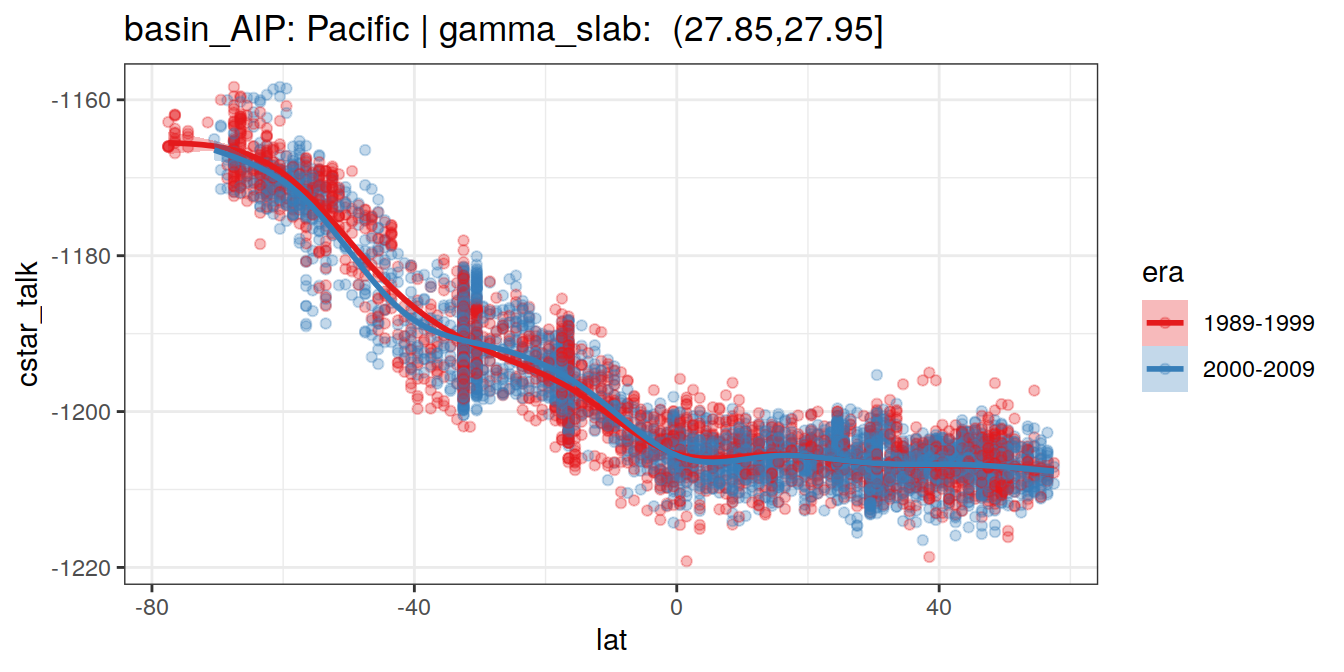 basin_AIP: Pacific | gamma_slab:  (27.85,27.95]
-1160
-1180
-1200
-1220
cstar_talk
-80
-40
0
40
lat
era
1989-1999
2000-2009